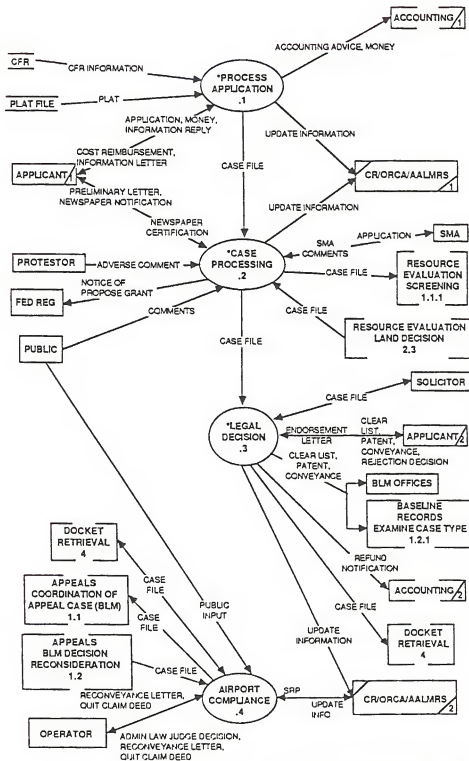 ACCOUNTING 1
ACCOUNTING ADVICE, MONEY
CFR
CFR INFORMATION
*PROCESS
APPLICATION
.1
PLAT FILE
PLAT
APPLICATION, MONEY,
INFORMATION REPLY
UPDATE INFORMATION
COST REIMBURSEMENT,
INFORMATION LETTER
CASE FILE
APPLICANT 1
CR/ORCA/AALMRS 1
PRELIMINARY LETTER,
NEWSPAPER NOTIFICATION
UPDATE INFORMATION
NEWSPAPER
CERTIFICATION
APPLICATION
SMA
SMA
COMMENTS
PROTESTOR
ADVERSE COMMENT
*CASE
PROCESSING
.2
CASE FILE
RESOURCE
EVALUATION
SCREENING
1.1.1
FED REG
NOTICE OF
PROPOSE GRANT
COMMENTS
CASE FILE
RESOURCE EVALUATION
LAND DECISION
2.3
PUBLIC
CASE FILE
SOLICITOR
CASE FILE
*LEGAL
DECISION
.3
ENDORSEMENT
LETTER
CLEAR
LIST,
PATENT,
CONVEYANCE,
REJECTION DECISION
APPLICANT 2
CLEAR LIST,
PATENT,
CONVEYANCE
BLM OFFICES
BASELINE
RECORDS
EXAMINE CASE TYPE
1.2.1
DOCKET
RETRIEVAL
4
REFUND
NOTIFICATION
ACCOUNTING 2
CASE
FILE
APPEALS
COORDINATION OF
APPEAL CASE (BLM)
1.1
CASE
FILE
PUBLIC
INPUT
CASE FILE
UPDATE
INFORMATION
DOCKET
RETRIEVAL
4
APPEALS
BLM DECISION
RECONSIDERATION
1.2
CASE FILE
RECONVEYANCE LETTER,
QUIT CLAIM DEED
AIRPORT
COMPLIANCE
.4
SRP
UPDATE
INFO
CR/ORCA/AALMRS 2
OPERATOR
ADMIN LAW JUDGE DECISION,
RECONVEYANCE LETTER,
QUIT CLAIM DEED